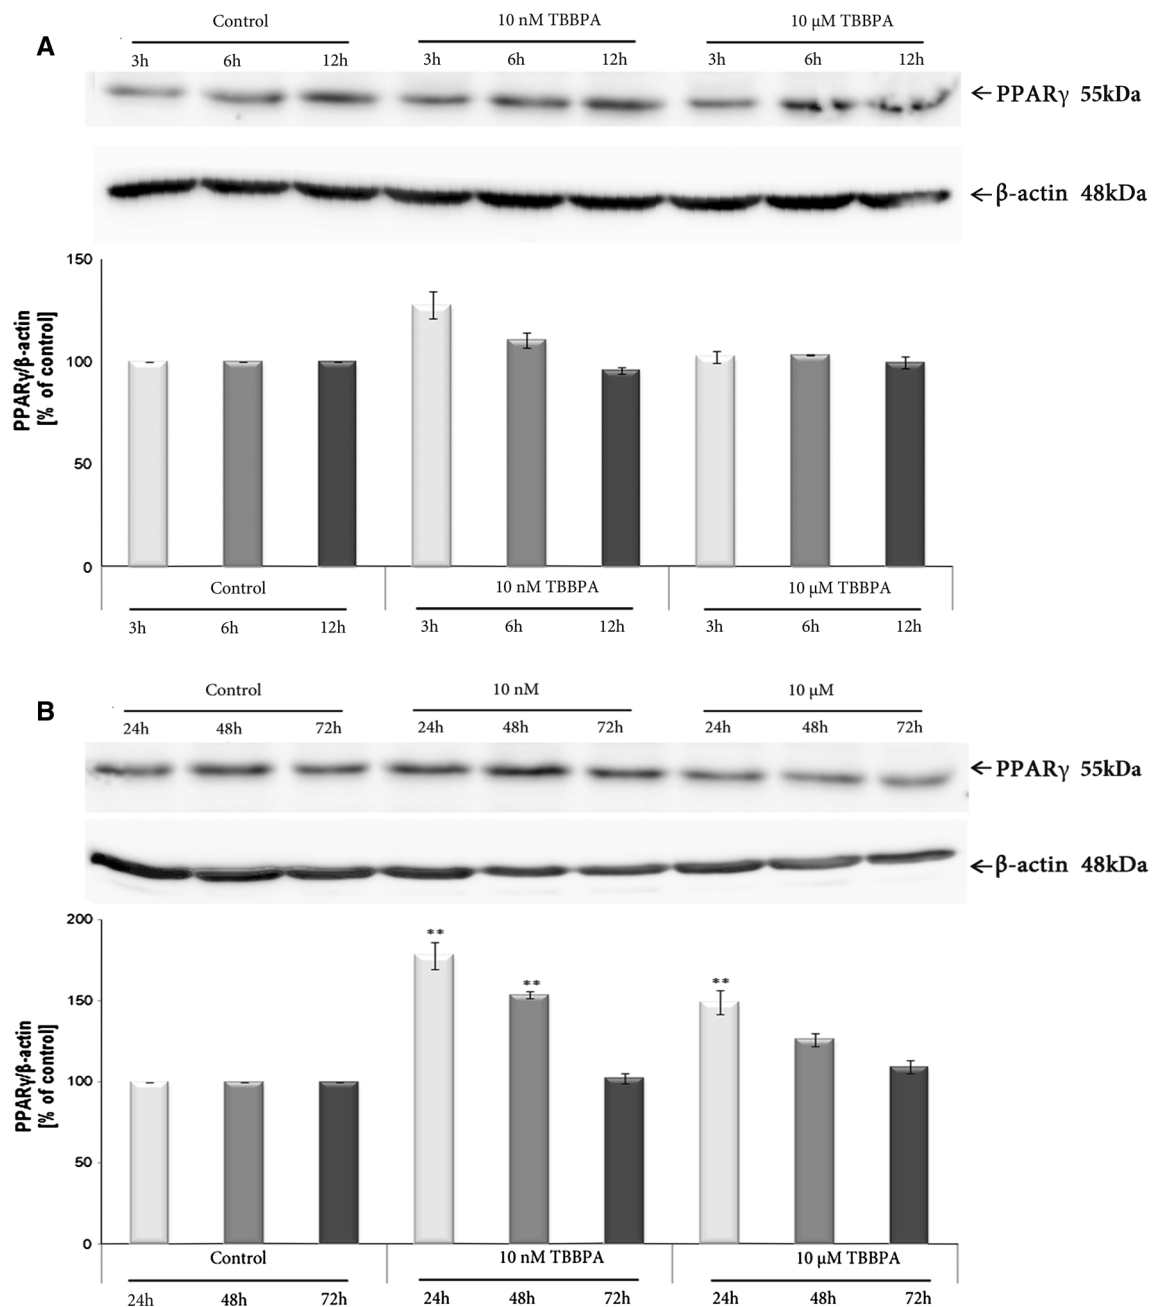 A
Control 10 nM TBBPA 10 µM TBBPA
3h 6h 12h 3h 6h 12h 3h 6h 12h
←PPARγ 55kDa
←β-actin 48kDa
150
100
50
0
PPARγ/β-actin
[% of control]
Control 10 nM TBBPA 10 µM TBBPA
3h 6h 12h 3h 6h 12h 3h 6h 12h
B
Control 10 nM 10 µM
24h 48h 72h 24h 48h 72h 24h 48h 72h
←PPARγ 55kDa
←β-actin 48kDa
200
150
100
50
0
PPARγ/β-actin
[% of control]
** ** **
Control 10 nM TBBPA 10 µM TBBPA
24h 48h 72h 24h 48h 72h 24h 48h 72h